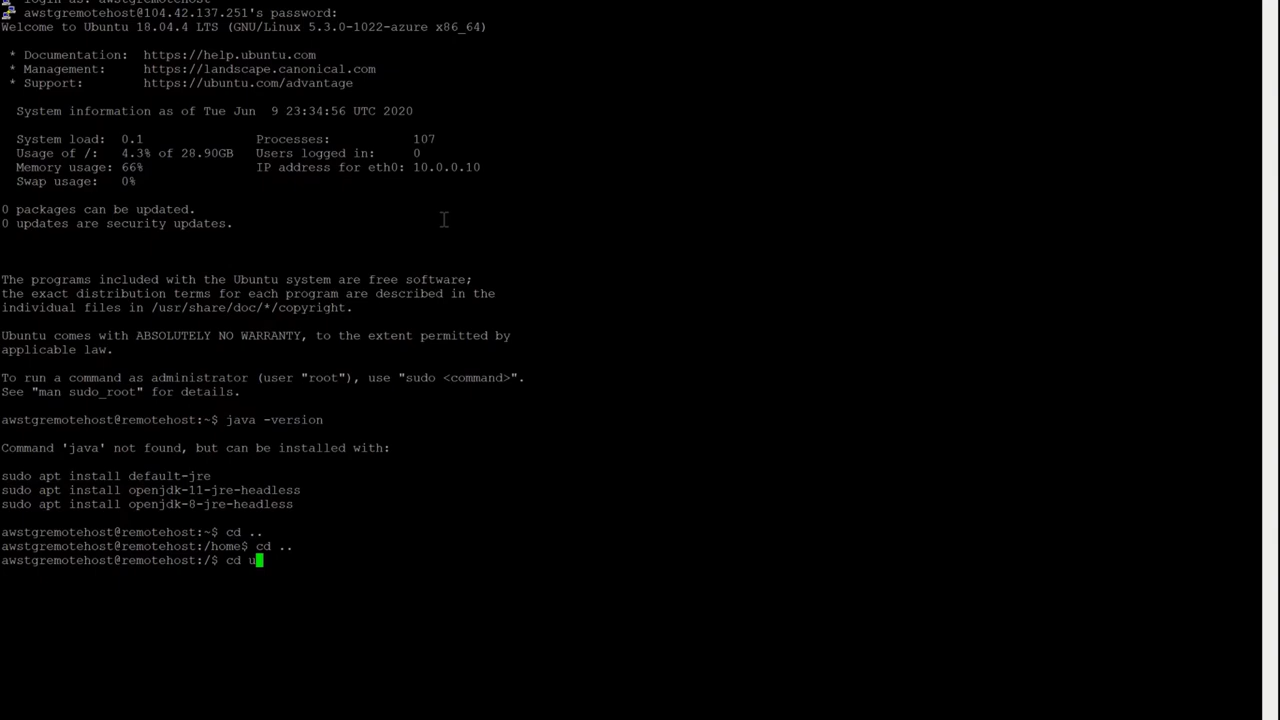 login as: awstgremotehost
awstgremotehost@104.42.137.251's password:
Welcome to Ubuntu 18.04.4 LTS (GNU/Linux 5.3.0-1022-azure x86_64)
* Documentation: https://help.ubuntu.com
* Management: https://landscape.canonical.com
* Support: https://ubuntu.com/advantage
System information as of Tue Jun 9 23:34:56 UTC 2020
System load: 0.1 Processes: 107
Usage of /: 4.3% of 28.90GB Users logged in: 0
Memory usage: 66% IP address for eth0: 10.0.0.10
Swap usage: 0%
0 packages can be updated.
0 updates are security updates.
The programs included with the Ubuntu system are free software;
the exact distribution terms for each program are described in the
individual files in /usr/share/doc/*/copyright.
Ubuntu comes with ABSOLUTELY NO WARRANTY, to the extent permitted by
applicable law.
To run a command as administrator (user "root"), use "sudo <command>".
See "man sudo_root" for details.
awstgremotehost@remotehost:~$ java -version
Command 'java' not found, but can be installed with:
sudo apt install default-jre
sudo apt install openjdk-11-jre-headless
sudo apt install openjdk-8-jre-headless
awstgremotehost@remotehost:~$ cd ..
awstgremotehost@remotehost:/home$ cd ..
awstgremotehost@remotehost:/$ cd u